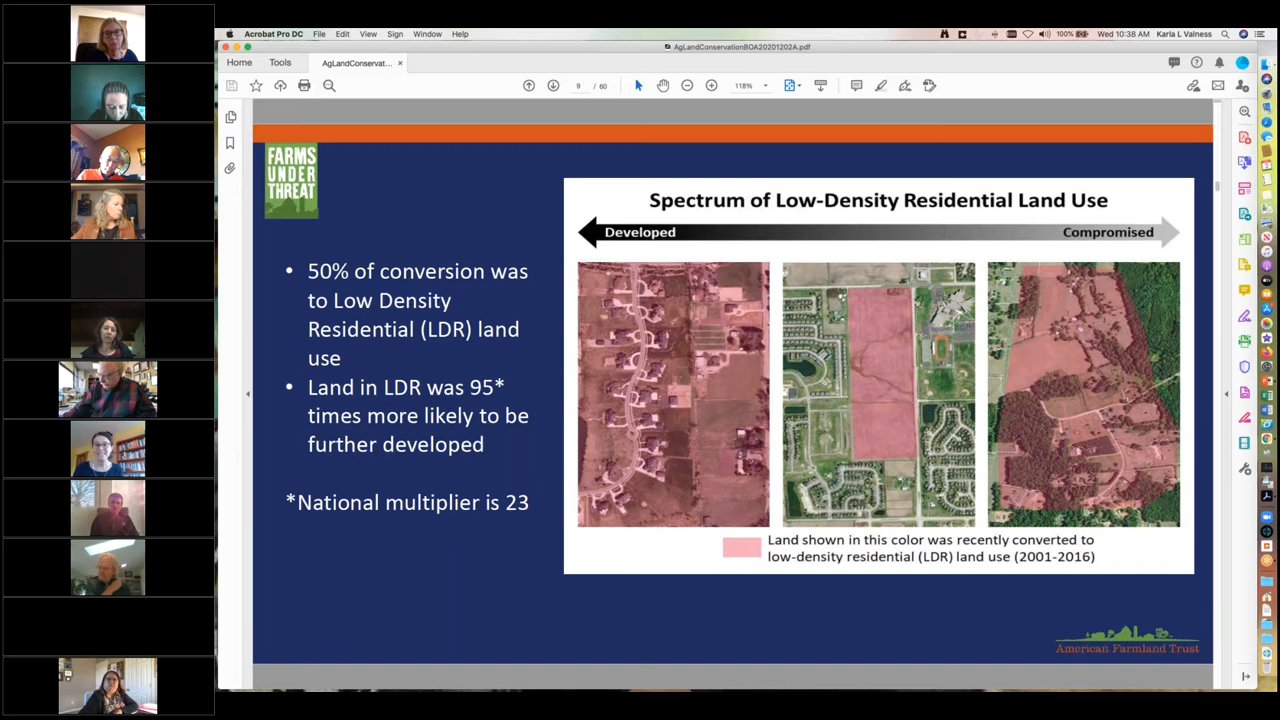 Acrobat Pro DC File Edit View Sign Window Help
100% Wed 10:38 AM Karla L Valness
AgLandConservationBOA20201202A.pdf
Home Tools AgLandConservat... ×
9 / 60 118%
FARMS
UNDER
THREAT
• 50% of conversion was
to Low Density
Residential (LDR) land
use
• Land in LDR was 95*
times more likely to be
further developed
*National multiplier is 23
Spectrum of Low-Density Residential Land Use
Developed Compromised
Land shown in this color was recently converted to
low-density residential (LDR) land use (2001-2016)
American Farmland Trust